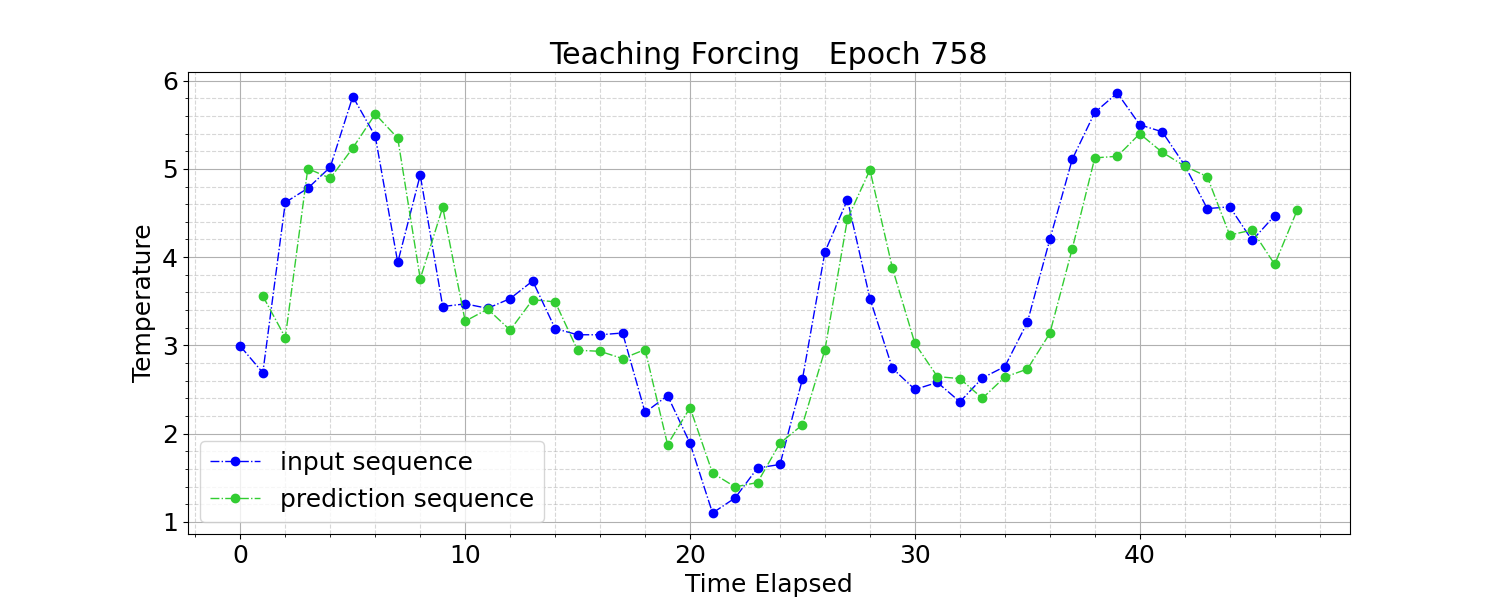 Teaching Forcing   Epoch 758
6
5
4
3
2
1
Temperature
input sequence
prediction sequence
0 10 20 30 40
Time Elapsed